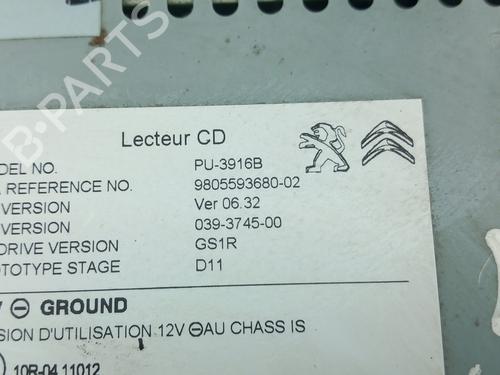 B-PARTS
Lecteur CD
DEL NO. PU-3916B
REFERENCE NO. 9805593680-02
VERSION Ver 06.32
VERSION 039-3745-00
DRIVE VERSION GS1R
OTOTYPE STAGE D11
⊖ GROUND
SION D'UTILISATION 12V ⊖AU CHASS IS
10R-04 11012